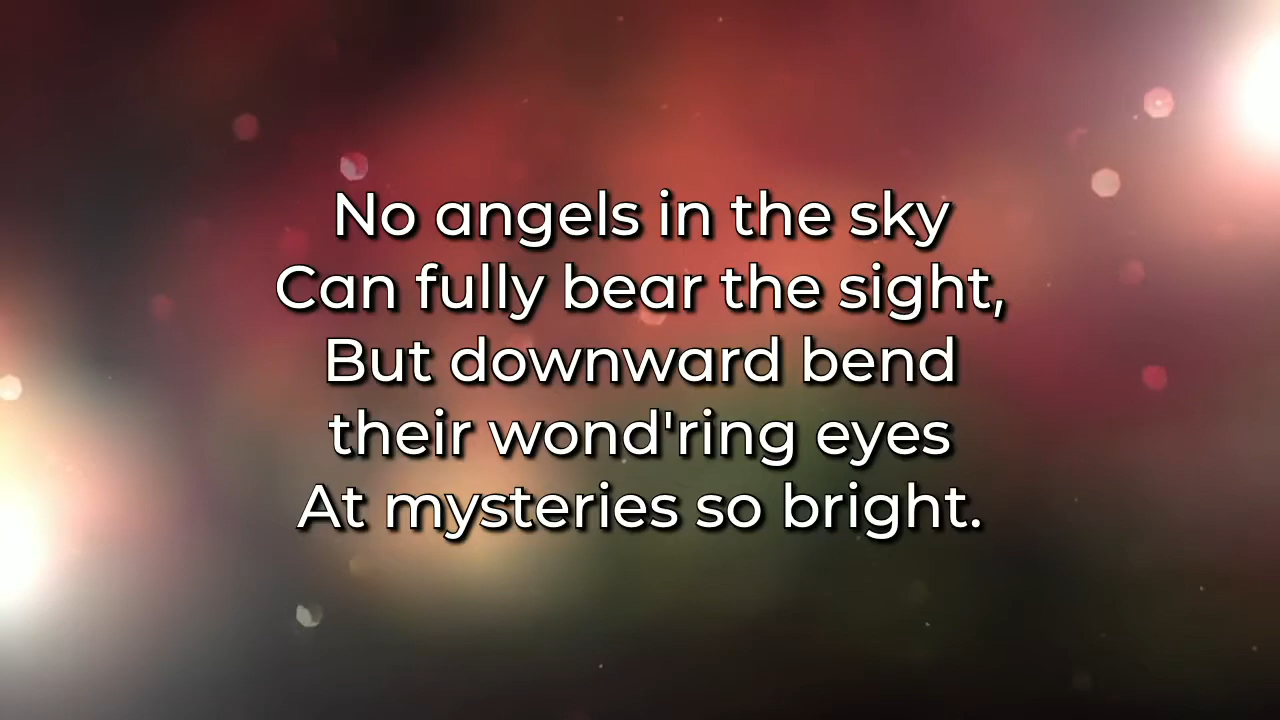 No angels in the sky
Can fully bear the sight,
But downward bend
their wond'ring eyes
At mysteries so bright.